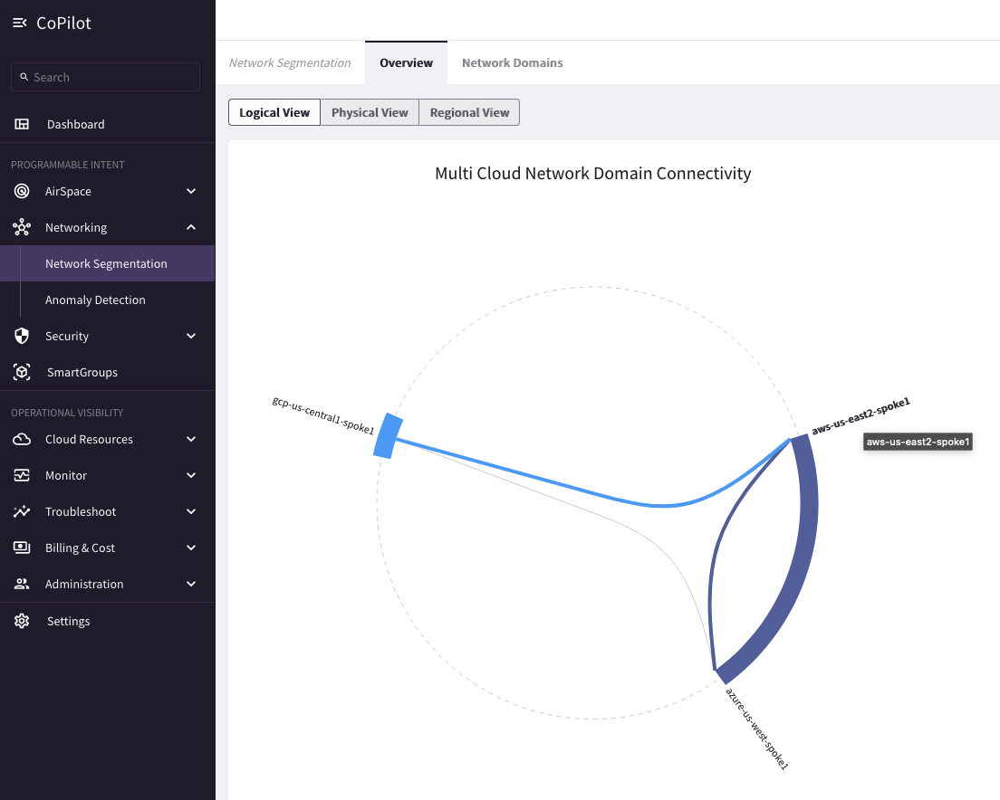 CoPilot
Search
Dashboard
PROGRAMMABLE INTENT
AirSpace
Networking
Network Segmentation
Anomaly Detection
Security
SmartGroups
OPERATIONAL VISIBILITY
Cloud Resources
Monitor
Troubleshoot
Billing & Cost
Administration
Settings
Network Segmentation Overview Network Domains
Logical View Physical View Regional View
Multi Cloud Network Domain Connectivity
gcp-us-central1-spoke1
aws-us-east2-spoke1
aws-us-east2-spoke1
azure-us-west-spoke1